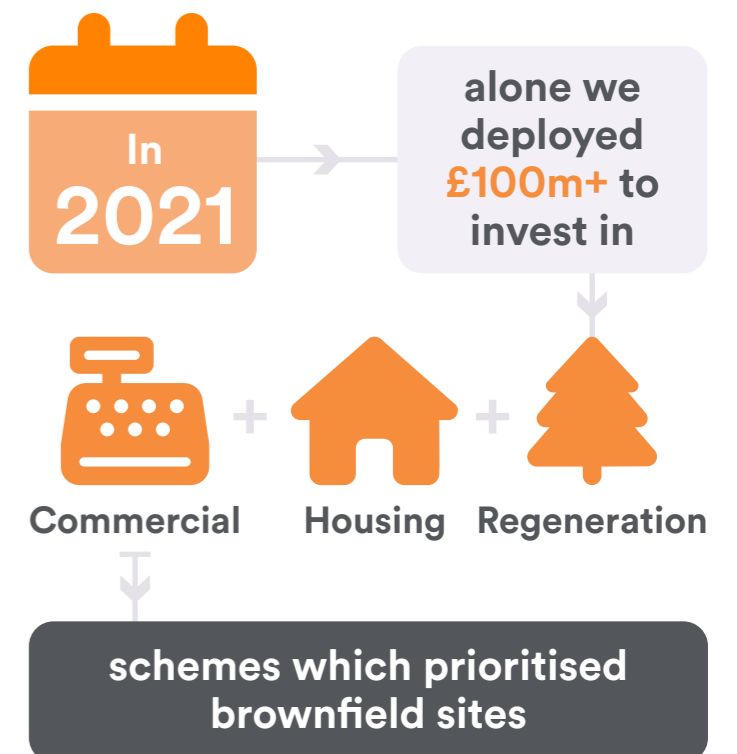 In
2021
alone we
deployed
£100m+ to
invest in
Commercial
Housing
Regeneration
schemes which prioritised
brownfield sites